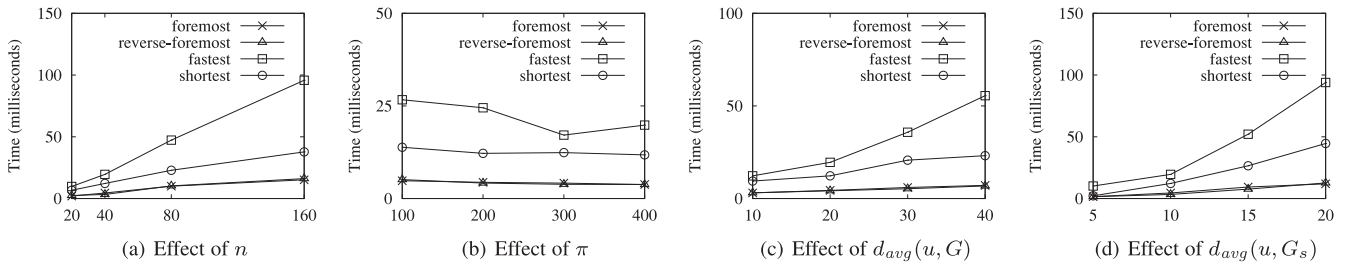 Time (milliseconds)
150
100
50
0
20 40 80 160
foremost
reverse-foremost
fastest
shortest
(a) Effect of n
Time (milliseconds)
50
25
0
100 200 300 400
foremost
reverse-foremost
fastest
shortest
(b) Effect of π
Time (milliseconds)
100
50
0
10 20 30 40
foremost
reverse-foremost
fastest
shortest
(c) Effect of d_avg(u, G)
Time (milliseconds)
150
100
50
0
5 10 15 20
foremost
reverse-foremost
fastest
shortest
(d) Effect of d_avg(u, G_s)